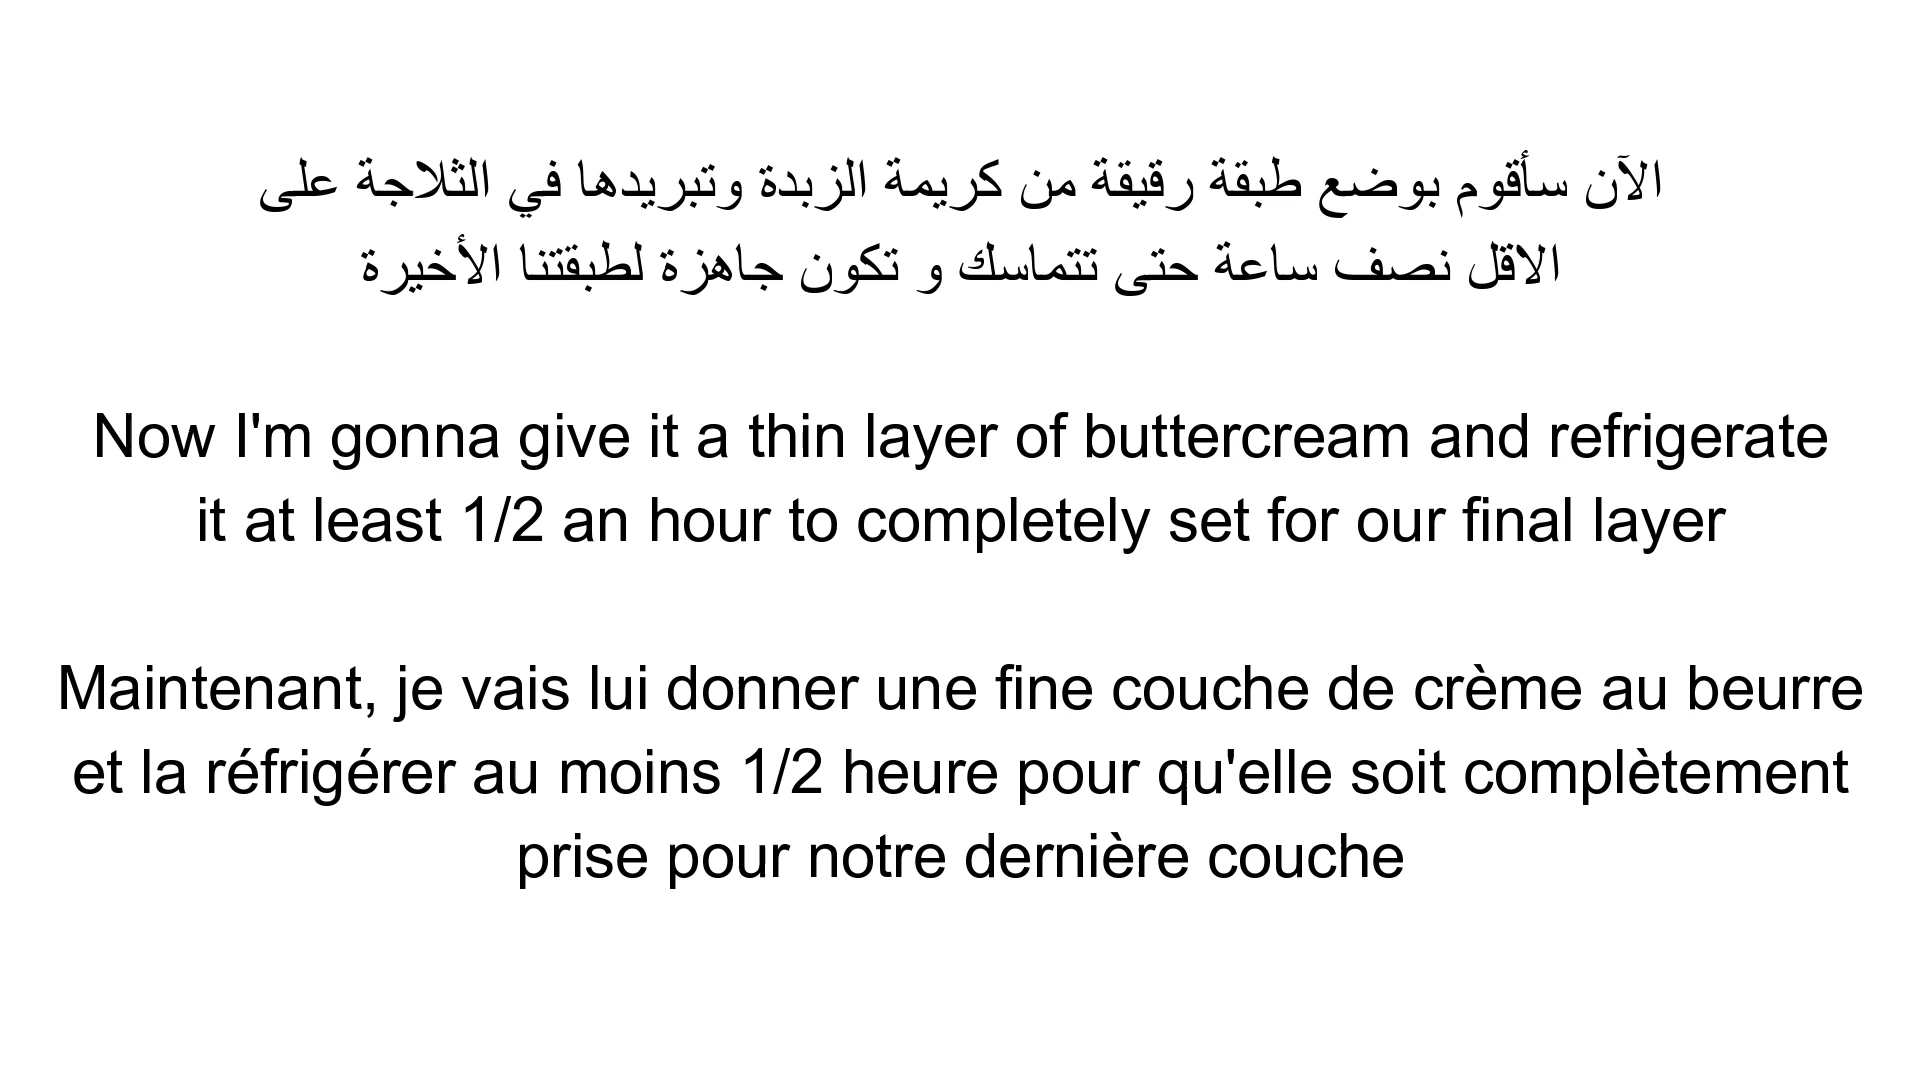 الآن سأقوم بوضع طبقة رقيقة من كريمة الزبدة وتبريدها في الثلاجة على
الاقل نصف ساعة حتى تتماسك و تكون جاهزة لطبقتنا الأخيرة
Now I'm gonna give it a thin layer of buttercream and refrigerate
it at least 1/2 an hour to completely set for our final layer
Maintenant, je vais lui donner une fine couche de crème au beurre
et la réfrigérer au moins 1/2 heure pour qu'elle soit complètement
prise pour notre dernière couche